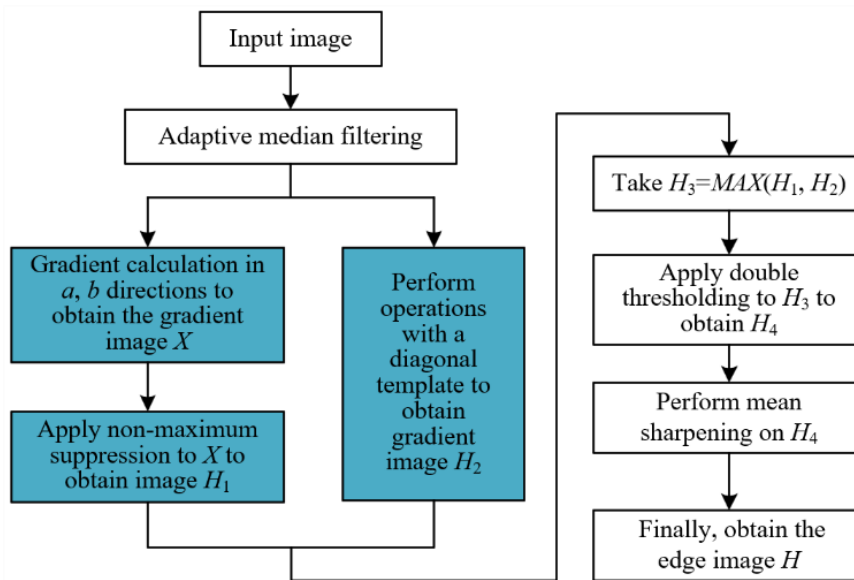 Input image
Adaptive median filtering
Gradient calculation in
a, b directions to
obtain the gradient
image X
Apply non-maximum
suppression to X to
obtain image H₁
Perform
operations with a
diagonal
template to
obtain
gradient
image H₂
Take H₃=MAX(H₁, H₂)
Apply double
thresholding to H₃ to
obtain H₄
Perform mean
sharpening on H₄
Finally, obtain the
edge image H